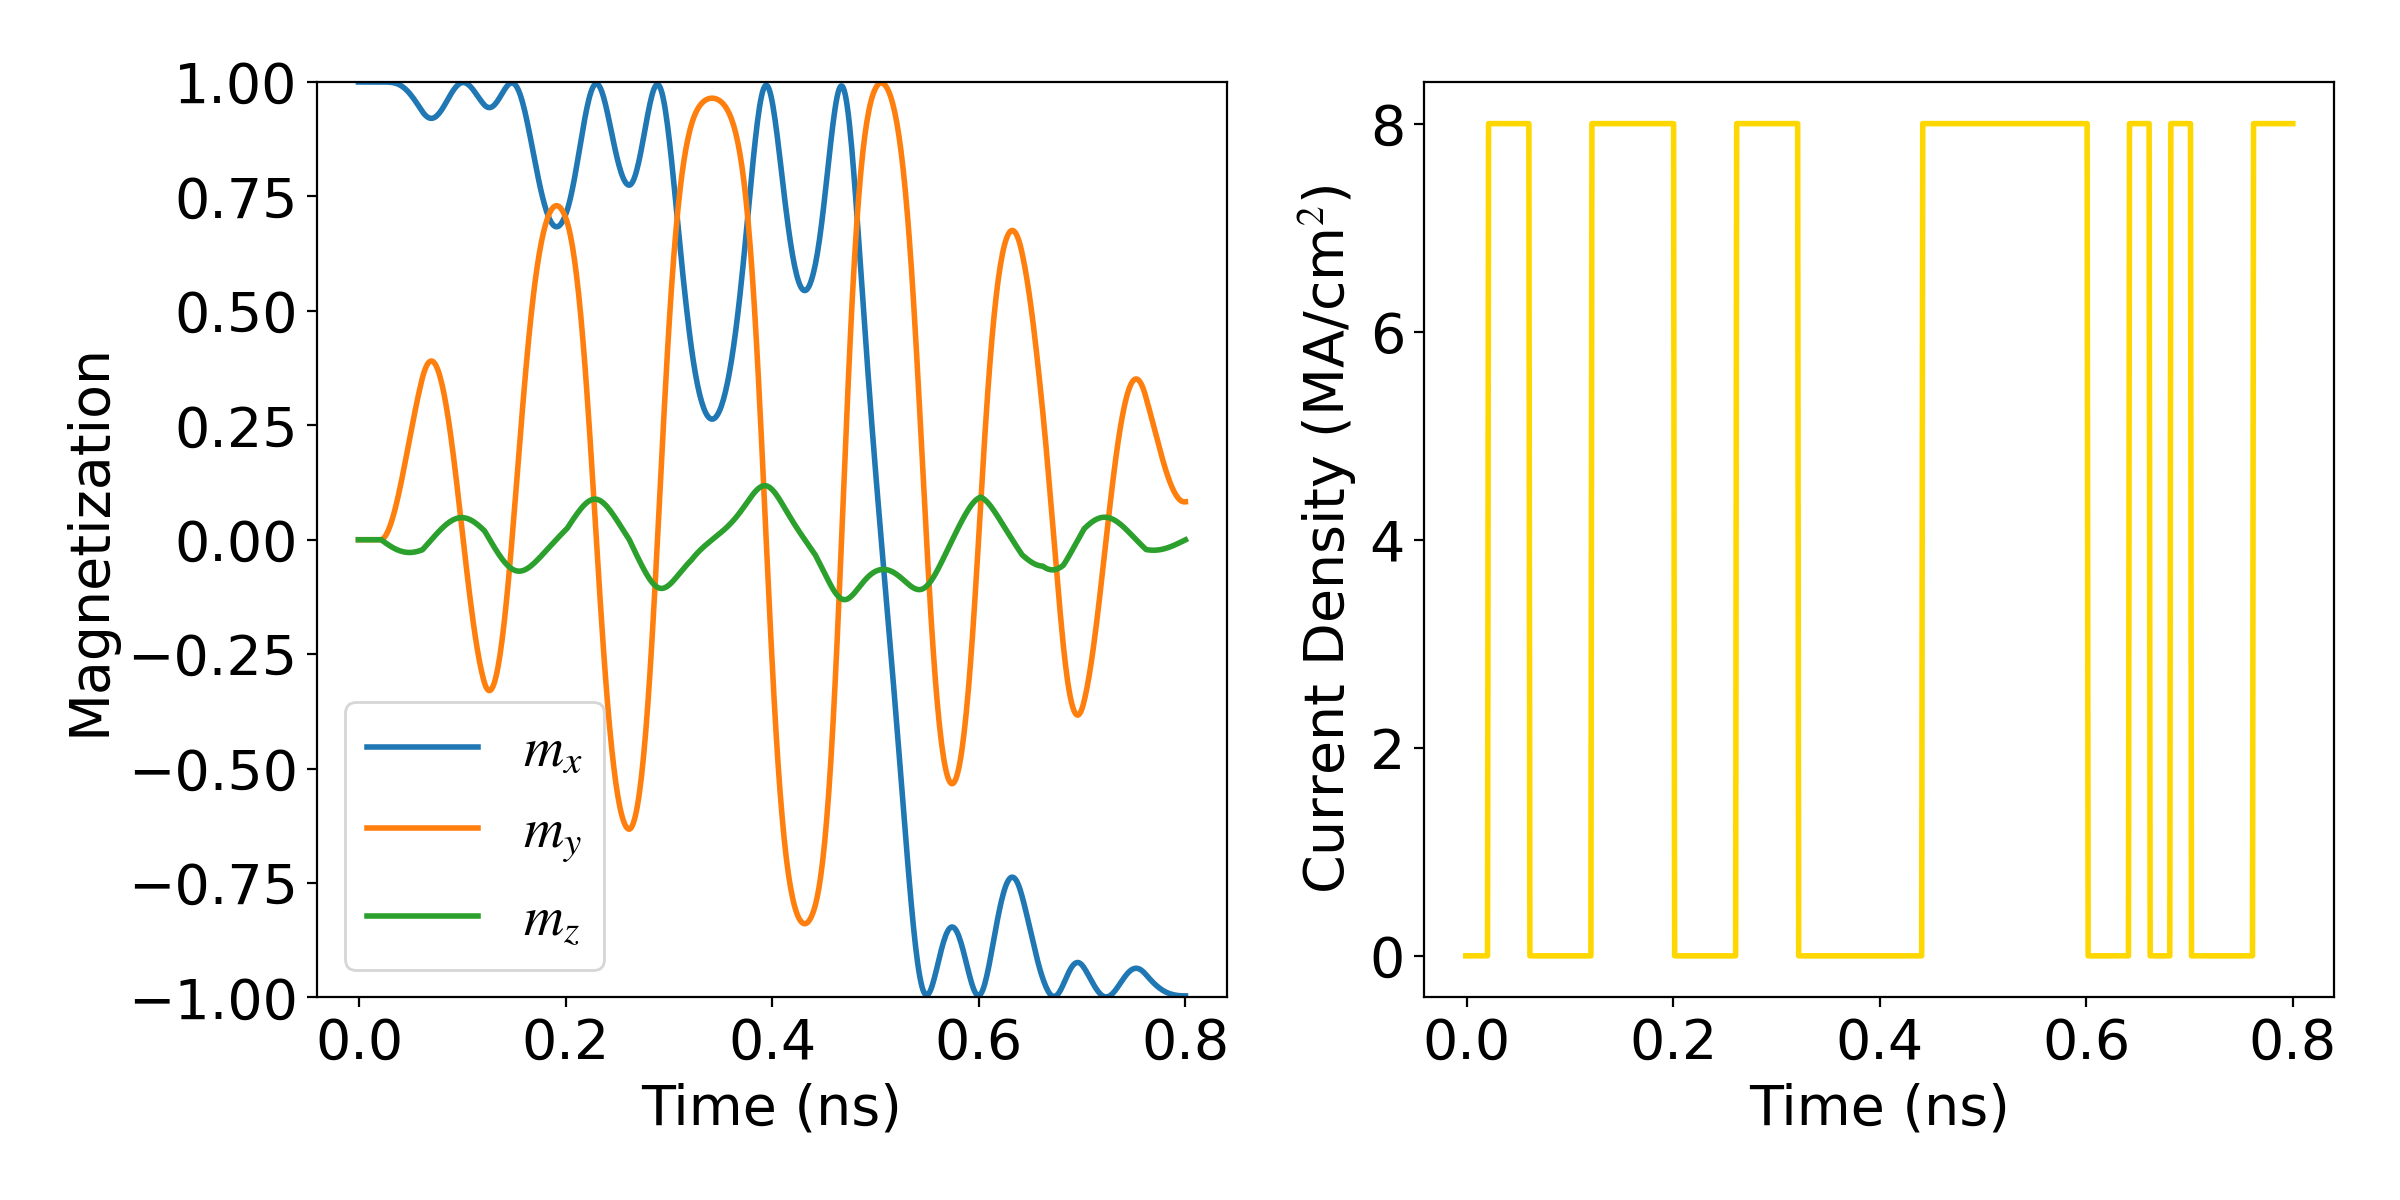 Magnetization
1.00
0.75
0.50
0.25
0.00
−0.25
−0.50
−0.75
−1.00
m_x
m_y
m_z
0.0 0.2 0.4 0.6 0.8
Time (ns)
Current Density (MA/cm²)
8
6
4
2
0
0.0 0.2 0.4 0.6 0.8
Time (ns)